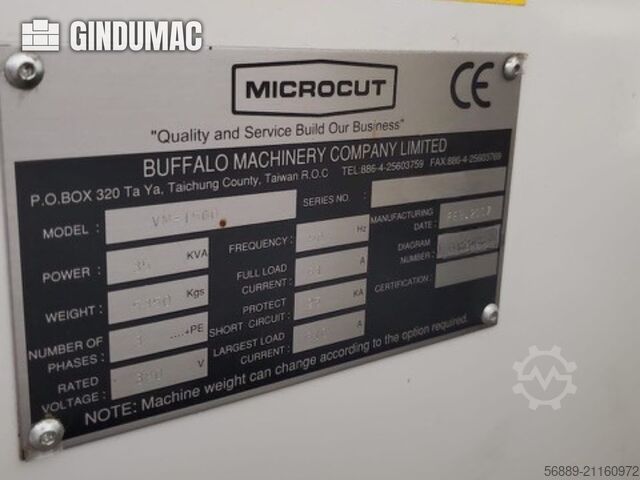 GINDUMAC
MICROCUT
CE
"Quality and Service Build Our Business"
BUFFALO MACHINERY COMPANY LIMITED
P.O.BOX 320 Ta Ya, Taichung County, Taiwan R.O.C TEL:886-4-25603759 FAX:886-4-25603769
MODEL : SERIES NO. : MANUFACTURING DATE :
POWER : 35 KVA FREQUENCY : Hz DIAGRAM NUMBER :
WEIGHT : Kgs FULL LOAD CURRENT : A CERTIFICATION :
NUMBER OF PHASES : 3 ....+PE PROTECT SHORT CIRCUIT : KA
RATED VOLTAGE : V LARGEST LOAD CURRENT : A
NOTE: Machine weight can change according to the option required.
56889-21160972